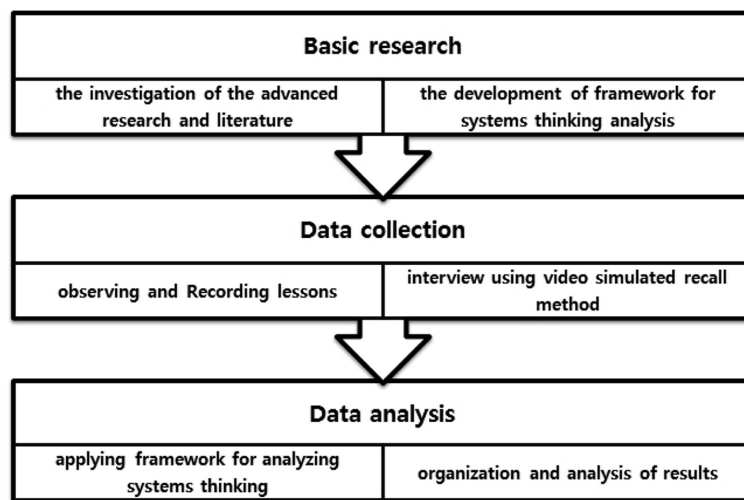 Basic research
the investigation of the advanced
research and literature
the development of framework for
systems thinking analysis
Data collection
observing and Recording lessons
interview using video simulated recall
method
Data analysis
applying framework for analyzing
systems thinking
organization and analysis of results